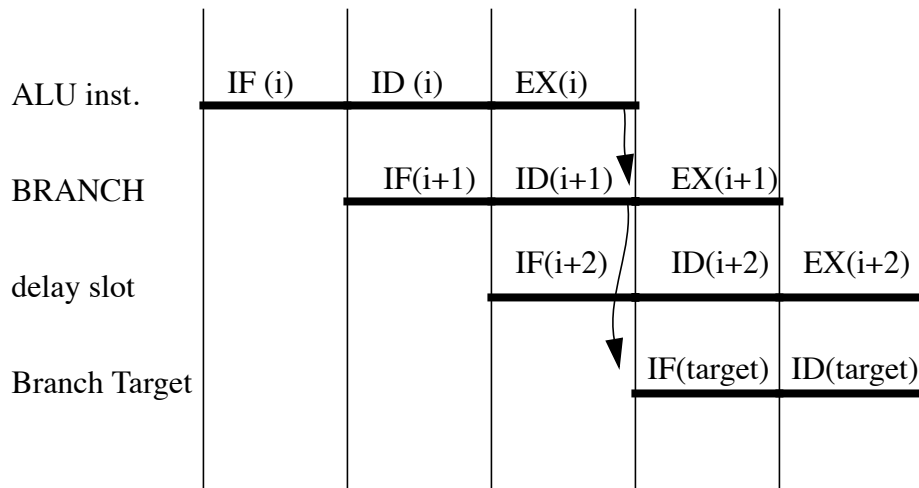 ALU inst. IF (i) ID (i) EX(i)
BRANCH IF(i+1) ID(i+1) EX(i+1)
delay slot IF(i+2) ID(i+2) EX(i+2)
Branch Target IF(target) ID(target)